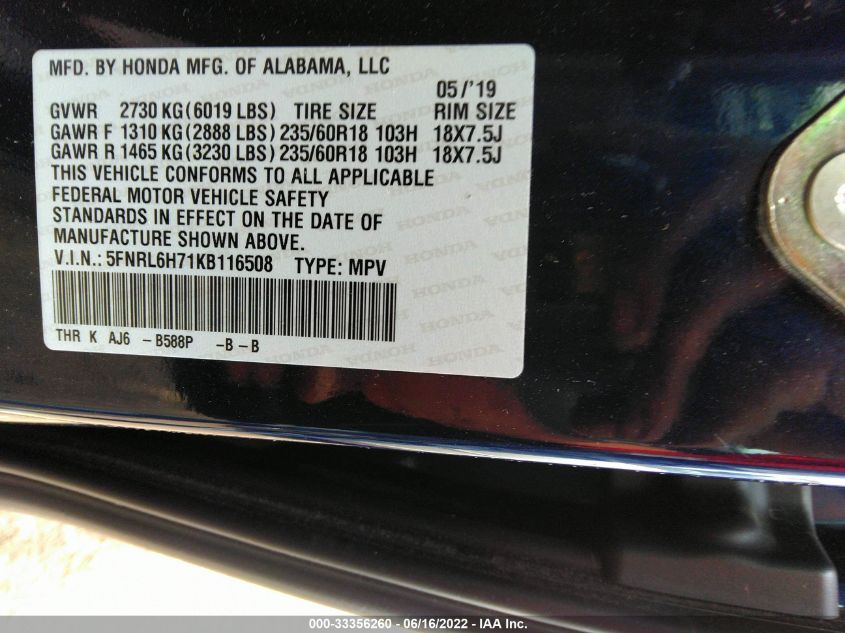 MFD. BY HONDA MFG. OF ALABAMA, LLC
05/'19
GVWR 2730 KG(6019 LBS) TIRE SIZE RIM SIZE
GAWR F 1310 KG(2888 LBS) 235/60R18 103H 18X7.5J
GAWR R 1465 KG(3230 LBS) 235/60R18 103H 18X7.5J
THIS VEHICLE CONFORMS TO ALL APPLICABLE
FEDERAL MOTOR VEHICLE SAFETY
STANDARDS IN EFFECT ON THE DATE OF
MANUFACTURE SHOWN ABOVE.
V.I.N.: 5FNRL6H71KB116508 TYPE: MPV
THR K AJ6 -B588P -B-B
000-33356260 - 06/16/2022 - IAA, Inc.